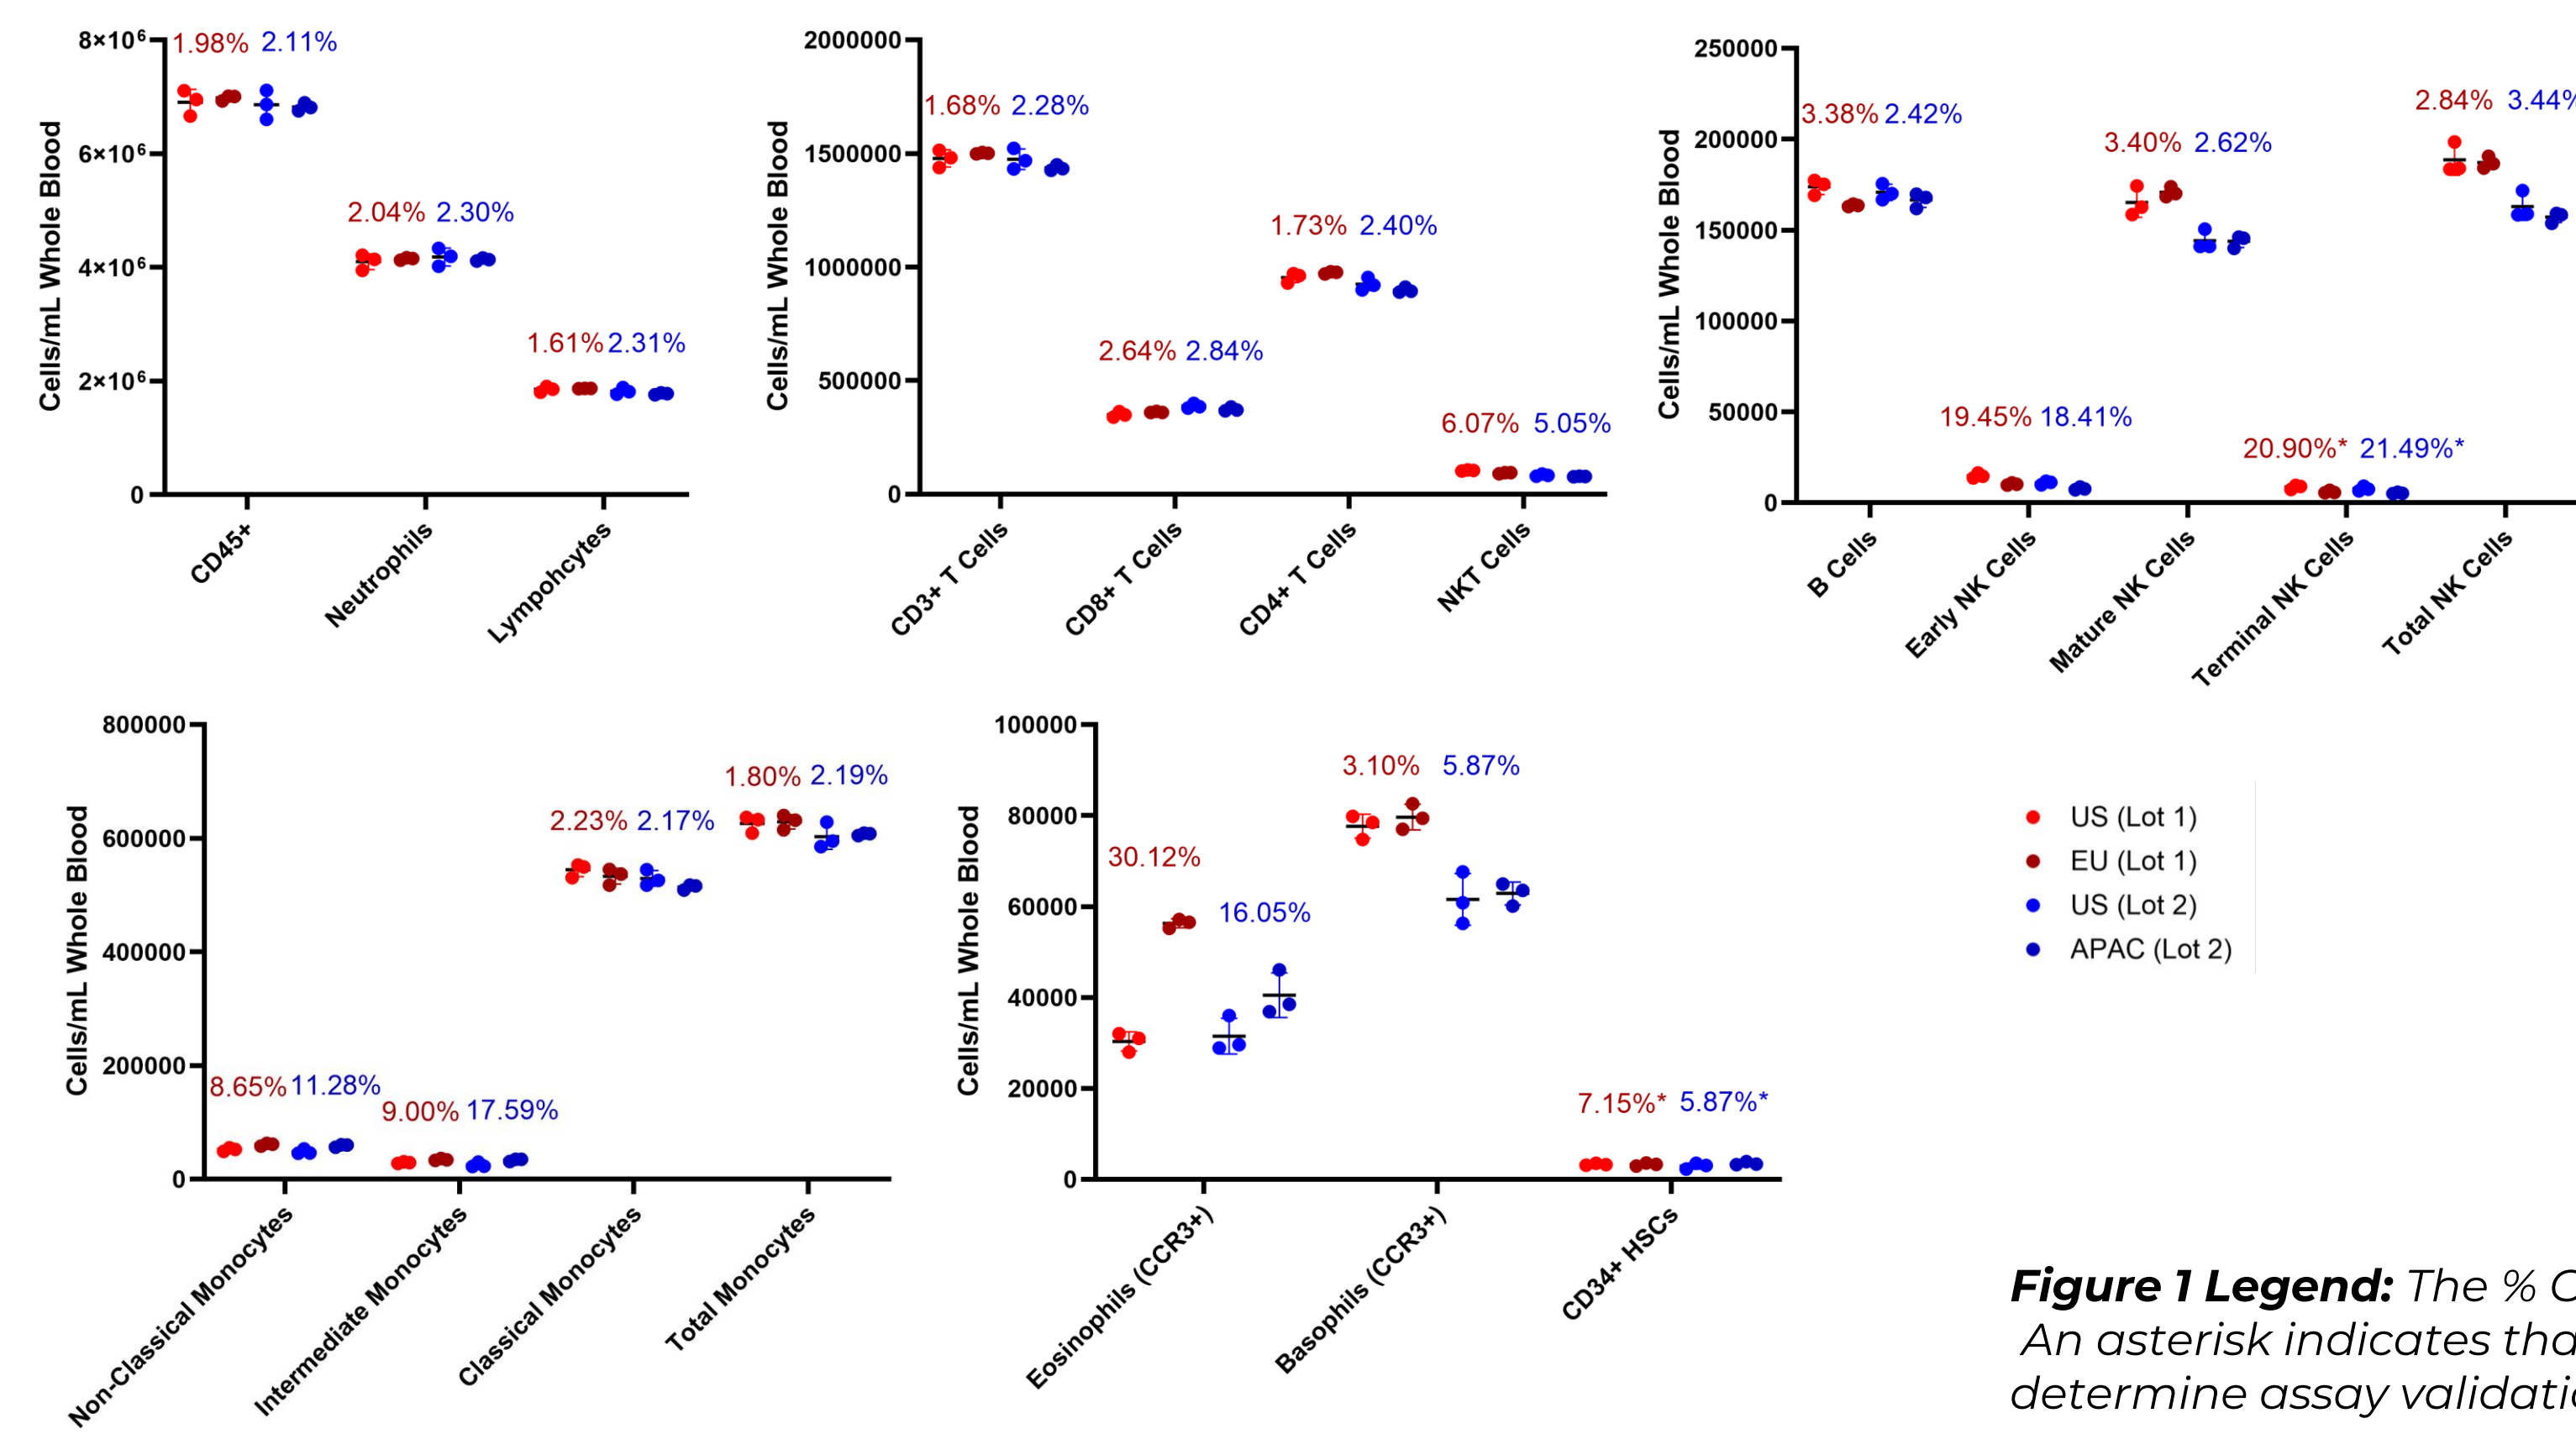 8×10⁶
6×10⁶
4×10⁶
2×10⁶
0
Cells/mL Whole Blood
1.98% 2.11%
2.04% 2.30%
1.61% 2.31%
CD45+
Neutrophils
Lympohcytes
2000000
1500000
1000000
500000
0
Cells/mL Whole Blood
1.68% 2.28%
2.64% 2.84%
1.73% 2.40%
6.07% 5.05%
CD3+ T Cells
CD8+ T Cells
CD4+ T Cells
NKT Cells
250000
200000
150000
100000
50000
0
Cells/mL Whole Blood
3.38% 2.42%
19.45% 18.41%
3.40% 2.62%
20.90%* 21.49%*
2.84% 3.44%
B Cells
Early NK Cells
Mature NK Cells
Terminal NK Cells
Total NK Cells
800000
600000
400000
200000
0
Cells/mL Whole Blood
8.65% 11.28%
9.00% 17.59%
2.23% 2.17%
1.80% 2.19%
Non-Classical Monocytes
Intermediate Monocytes
Classical Monocytes
Total Monocytes
100000
80000
60000
40000
20000
0
Cells/mL Whole Blood
30.12%
16.05%
3.10% 5.87%
7.15%* 5.87%*
Eosinophils (CCR3+)
Basophils (CCR3+)
CD34+ HSCs
US (Lot 1)
EU (Lot 1)
US (Lot 2)
APAC (Lot 2)
Figure 1 Legend: The %
An asterisk indicates
determine assay